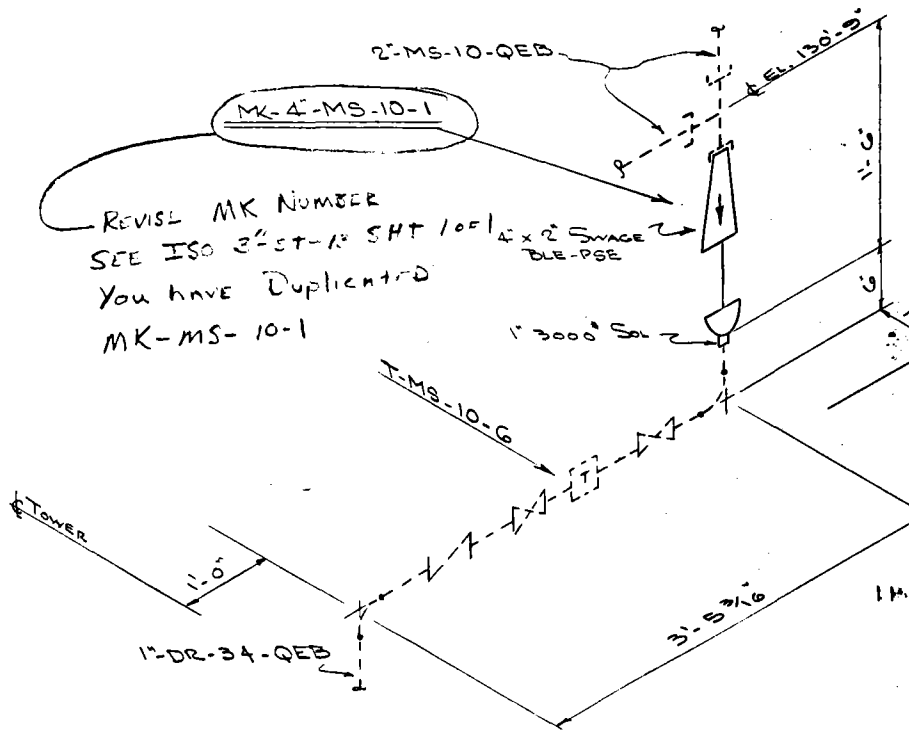 2"-MS-10-QEB
¢ EL. 130'-9"
MK-4"-MS-10-1
1'-6"
REVISE MK NUMBER
SEE ISO SHT 1 OF 1
You have Duplicated
MK-MS-10-1
4" x 2" SWAGE
BLE-PSE
6"
1" 3000# SOL
T-MS-10-6
T
¢ TOWER
1'-0"
3'-5 3/16"
1"-DR-34-QEB